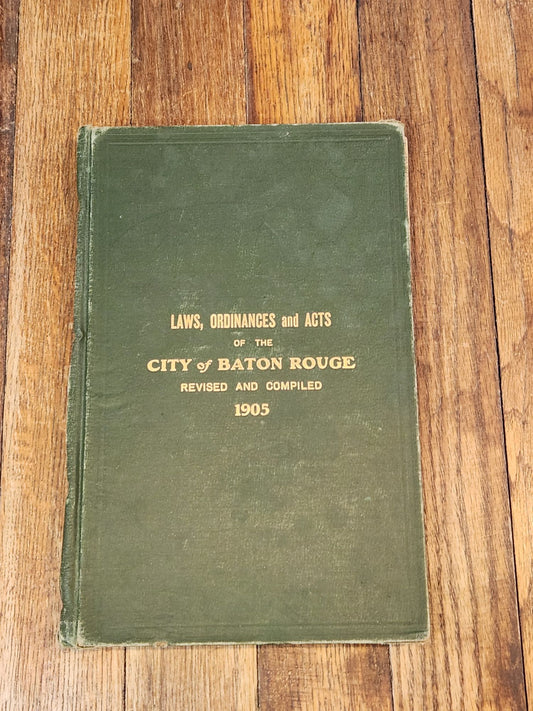 LAWS, ORDINANCES and ACTS
OF THE
CITY of BATON ROUGE
REVISED AND COMPILED
1905